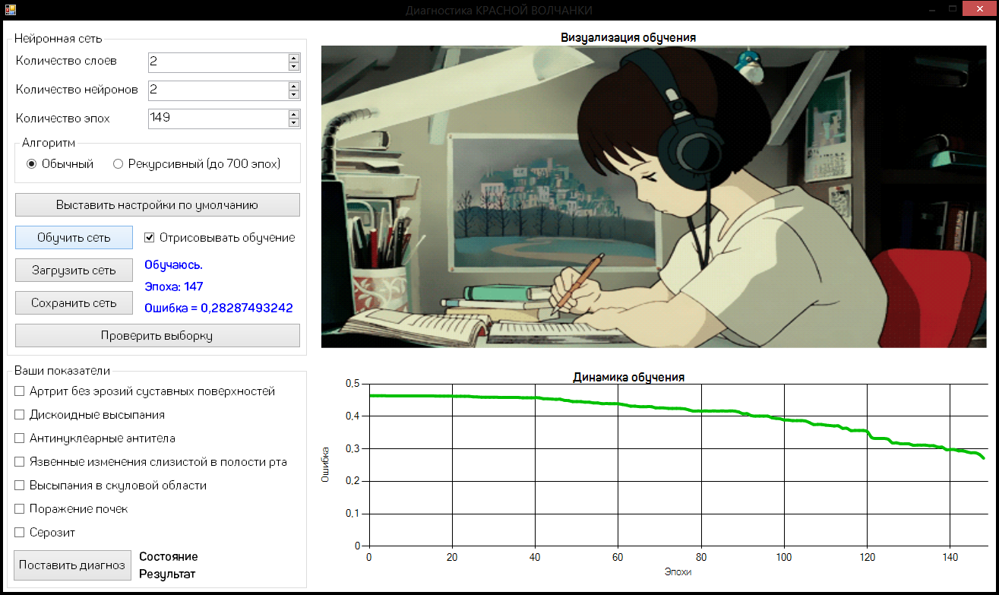 Диагностика КРАСНОЙ ВОЛЧАНКИ
Нейронная сеть
Количество слоев
2
Количество нейронов
2
Количество эпох
149
Алгоритм
Обычный
Рекурсивный (до 700 эпох)
Выставить настройки по умолчанию
Обучить сеть
Отрисовывать обучение
Загрузить сеть
Обучаюсь.
Эпоха: 147
Сохранить сеть
Ошибка = 0,28287493242
Проверить выборку
Ваши показатели
Артрит без эрозий суставных поверхностей
Дискоидные высыпания
Антинуклеарные антитела
Язвенные изменения слизистой в полости рта
Высыпания в скуловой области
Поражение почек
Серозит
Поставить диагноз
Состояние
Результат
Визуализация обучения
Динамика обучения
Ошибка
0,5
0,4
0,3
0,2
0,1
0
0 20 40 60 80 100 120 140
Эпохи